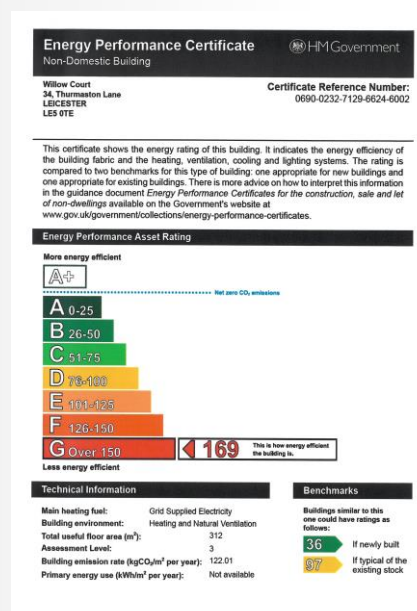 Energy Performance Certificate
HM Government
Non-Domestic Building
Willow Court
34, Thurmaston Lane
LEICESTER
LE5 0TE
Certificate Reference Number:
0690-0232-7129-6624-6002
This certificate shows the energy rating of this building. It indicates the energy efficiency of
the building fabric and the heating, ventilation, cooling and lighting systems. The rating is
compared to two benchmarks for this type of building: one appropriate for new buildings and
one appropriate for existing buildings. There is more advice on how to interpret this information
in the guidance document Energy Performance Certificates for the construction, sale and let
of non-dwellings available on the Government's website at
www.gov.uk/government/collections/energy-performance-certificates.
Energy Performance Asset Rating
More energy efficient
A+
Net zero CO₂ emissions
A 0-25
B 26-50
C 51-75
D 76-100
E 101-125
F 126-150
G Over 150
169
This is how energy efficient
the building is.
Less energy efficient
Technical Information
Main heating fuel: Grid Supplied Electricity
Building environment: Heating and Natural Ventilation
Total useful floor area (m²): 312
Assessment Level: 3
Building emission rate (kgCO₂/m² per year): 122.01
Primary energy use (kWh/m² per year): Not available
Benchmarks
Buildings similar to this
one could have ratings as
follows:
36 If newly built
97 If typical of the
existing stock